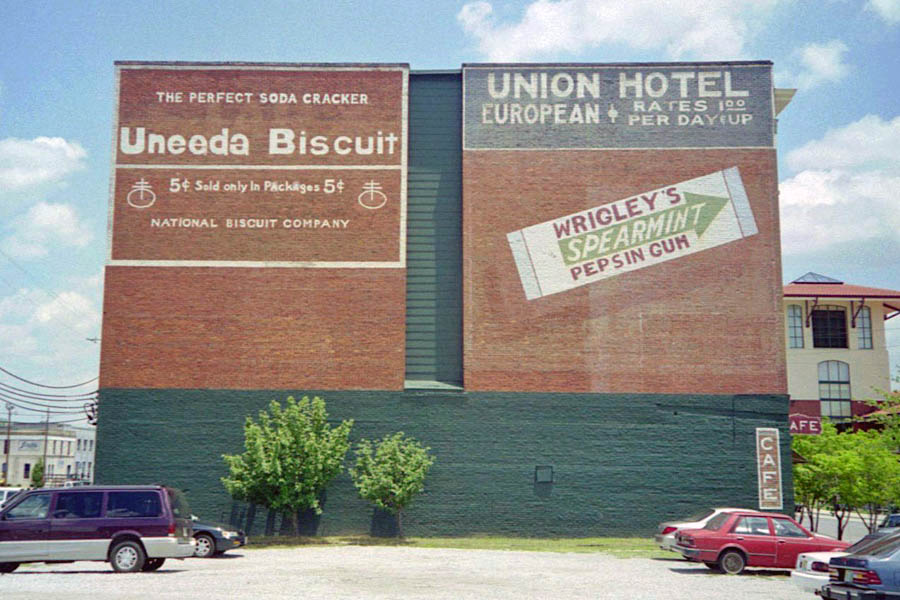 THE PERFECT SODA CRACKER
Uneeda Biscuit
5¢ Sold only In Packages 5¢
NATIONAL BISCUIT COMPANY
UNION HOTEL
EUROPEAN
RATES 1.00
PER DAY & UP
WRIGLEY'S
SPEARMINT
PEPSIN GUM
CAFE
CAFE